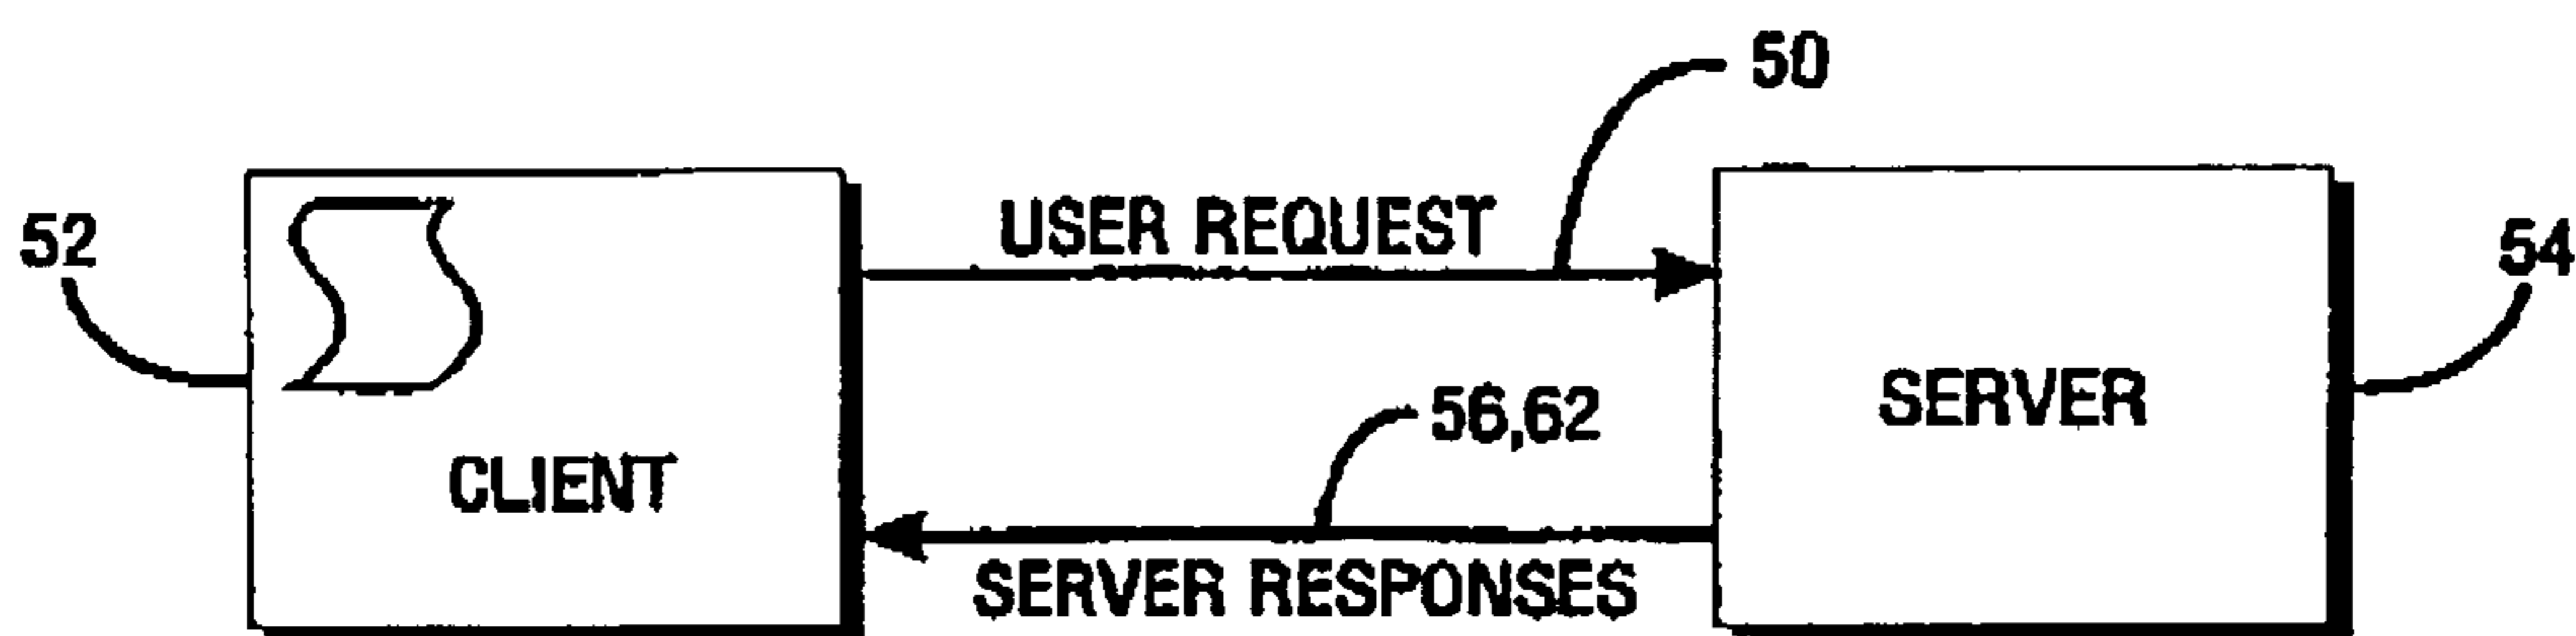 50
52
USER REQUEST
54
56,62
SERVER
CLIENT
SERVER RESPONSES